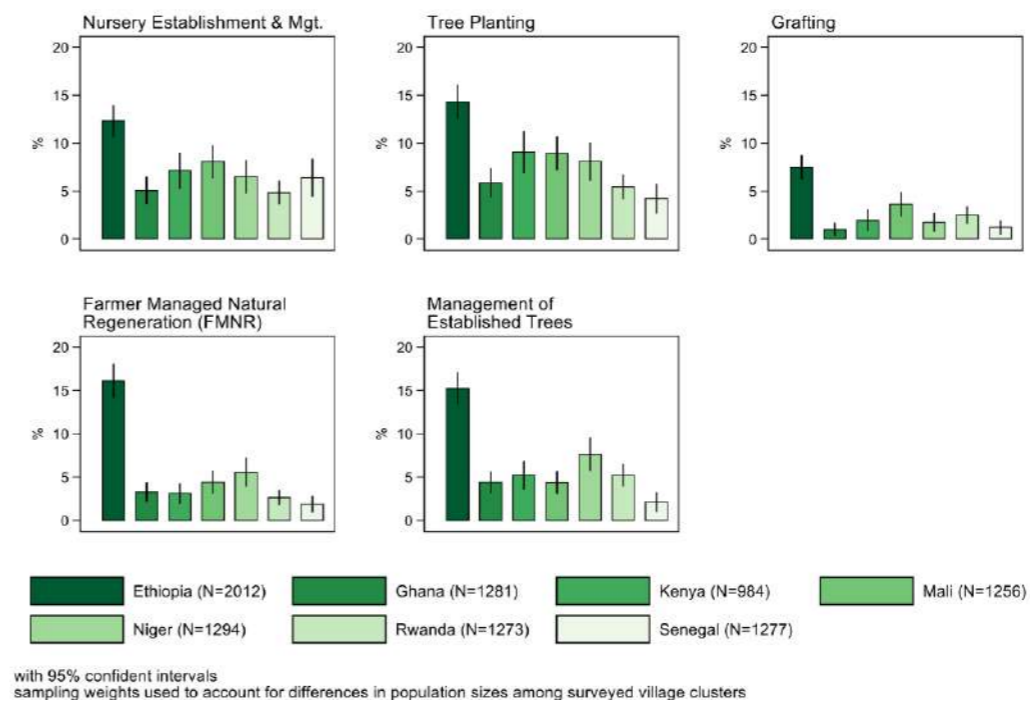 Nursery Establishment & Mgt.
20
15
10
5
0
%
Tree Planting
20
15
10
5
0
%
Grafting
20
15
10
5
0
%
Farmer Managed Natural
Regeneration (FMNR)
20
15
10
5
0
%
Management of
Established Trees
20
15
10
5
0
%
Ethiopia (N=2012)
Ghana (N=1281)
Kenya (N=984)
Mali (N=1256)
Niger (N=1294)
Rwanda (N=1273)
Senegal (N=1277)
with 95% confident intervals
sampling weights used to account for differences in population sizes among surveyed village clusters